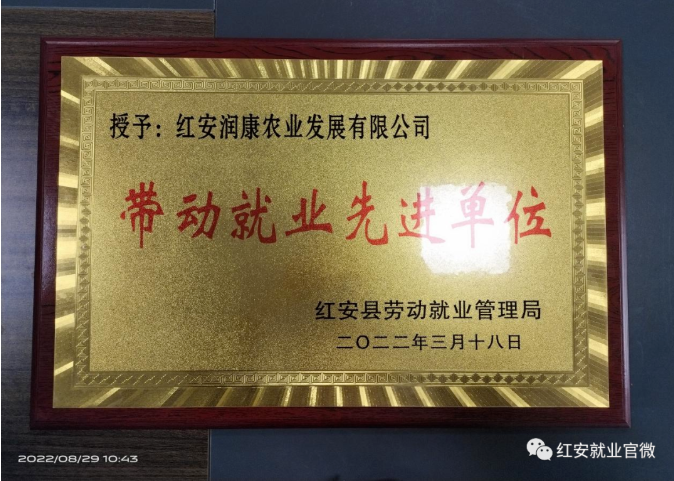 授予：红安润康农业发展有限公司
带动就业先进单位
红安县劳动就业管理局
二〇二二年三月十八日
2022/08/29 10:43
红安就业官微